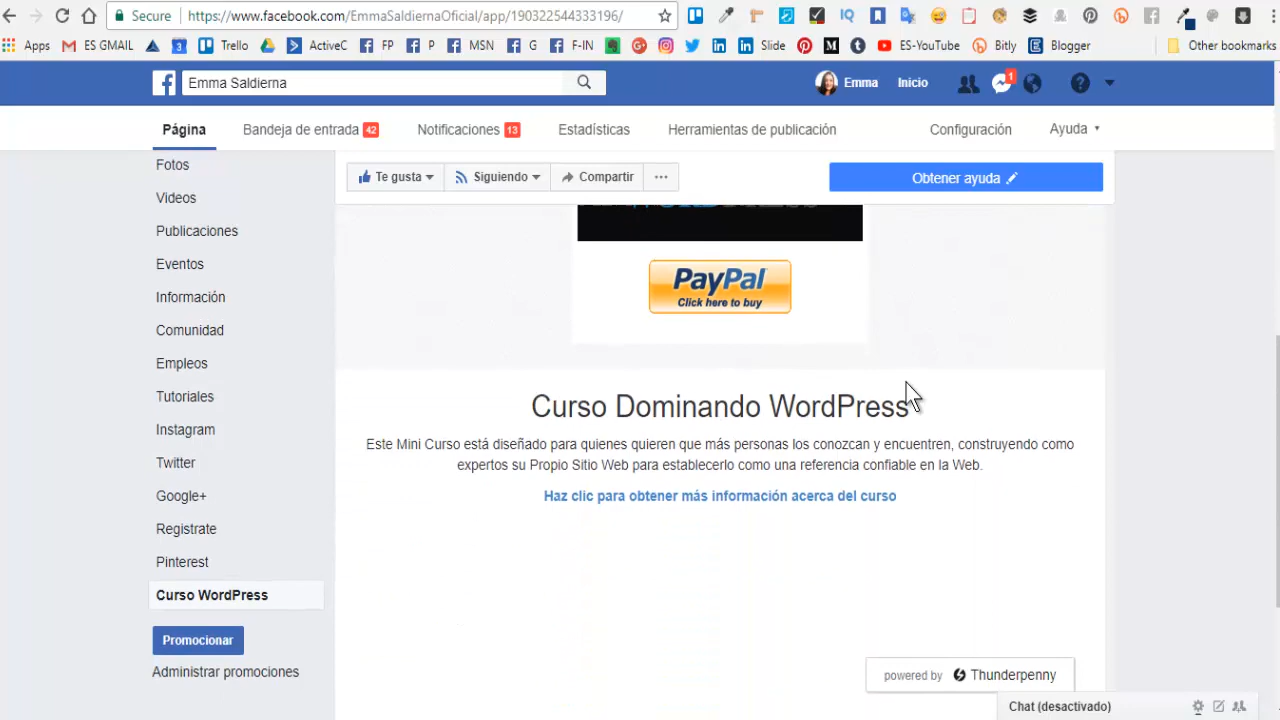 Secure https://www.facebook.com/EmmaSaldiernaOficial/app/190322544333196/
Apps ES GMAIL Trello ActiveC FP P MSN G F-IN Slide ES-YouTube Bitly Blogger Other bookmarks
Emma Saldierna
Emma Inicio 1
Página Bandeja de entrada 42 Notificaciones 13 Estadísticas Herramientas de publicación Configuración Ayuda
Te gusta Siguiendo Compartir ... Obtener ayuda
Fotos
Videos
Publicaciones
Eventos
Información
Comunidad
Empleos
Tutoriales
Instagram
Twitter
Google+
Registrate
Pinterest
Curso WordPress
Promocionar
Administrar promociones
PayPal
Click here to buy
Curso Dominando WordPress
Este Mini Curso está diseñado para quienes quieren que más personas los conozcan y encuentren, construyendo como
expertos su Propio Sitio Web para establecerlo como una referencia confiable en la Web.
Haz clic para obtener más información acerca del curso
powered by Thunderpenny
Chat (desactivado)